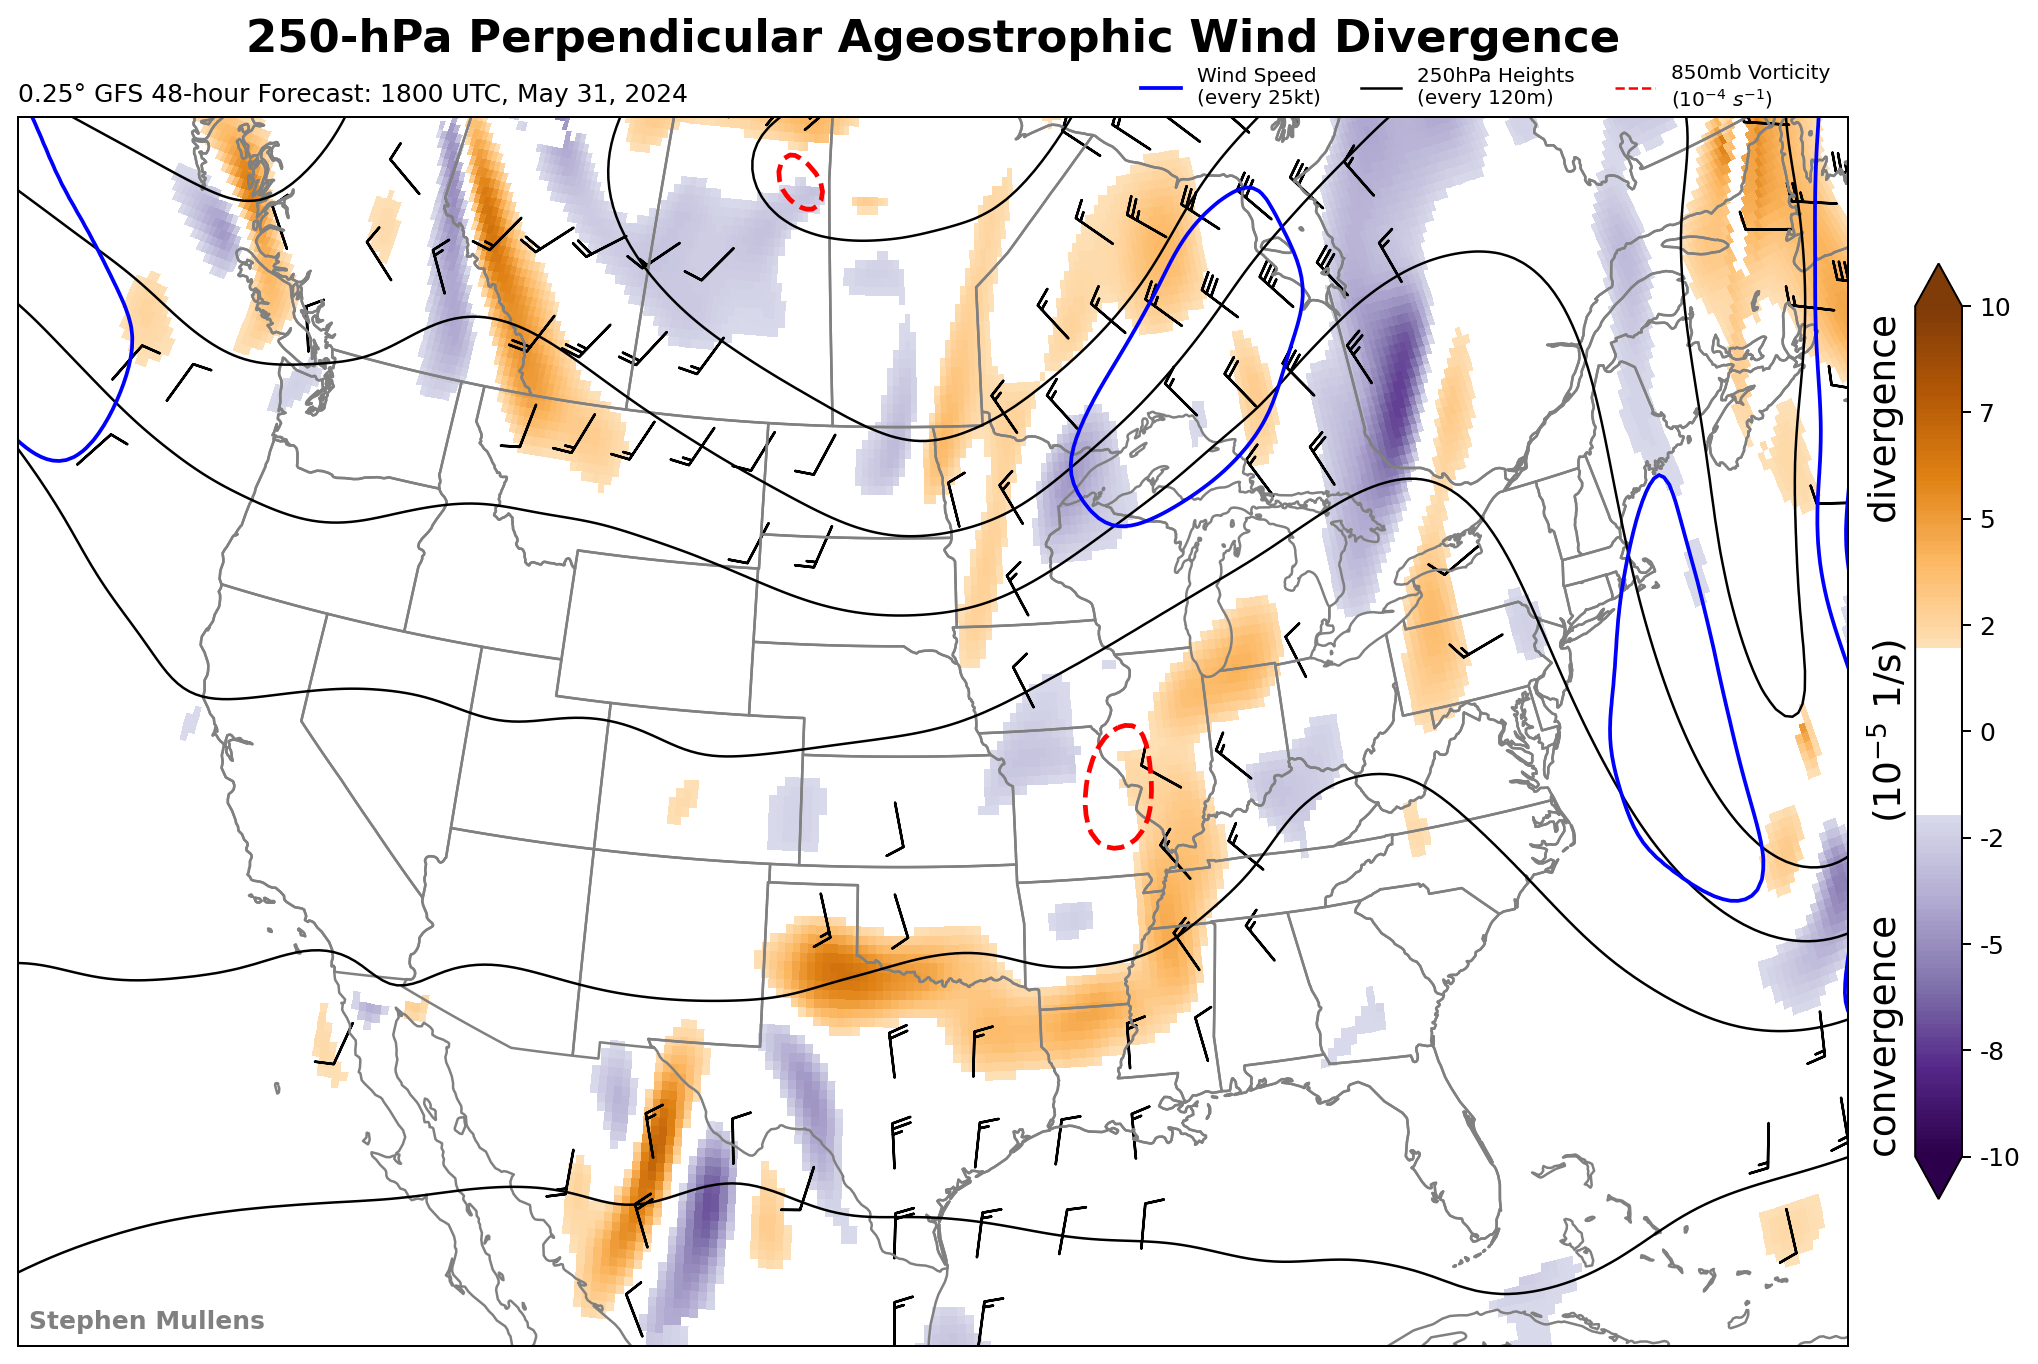 250-hPa Perpendicular Ageostrophic Wind Divergence
0.25° GFS 48-hour Forecast: 1800 UTC, May 31, 2024
Wind Speed
(every 25kt)
250hPa Heights
(every 120m)
850mb Vorticity
(10⁻⁴ s⁻¹)
10
7
5
2
0
-2
-5
-8
-10
convergence (10⁻⁵ 1/s) divergence
Stephen Mullens